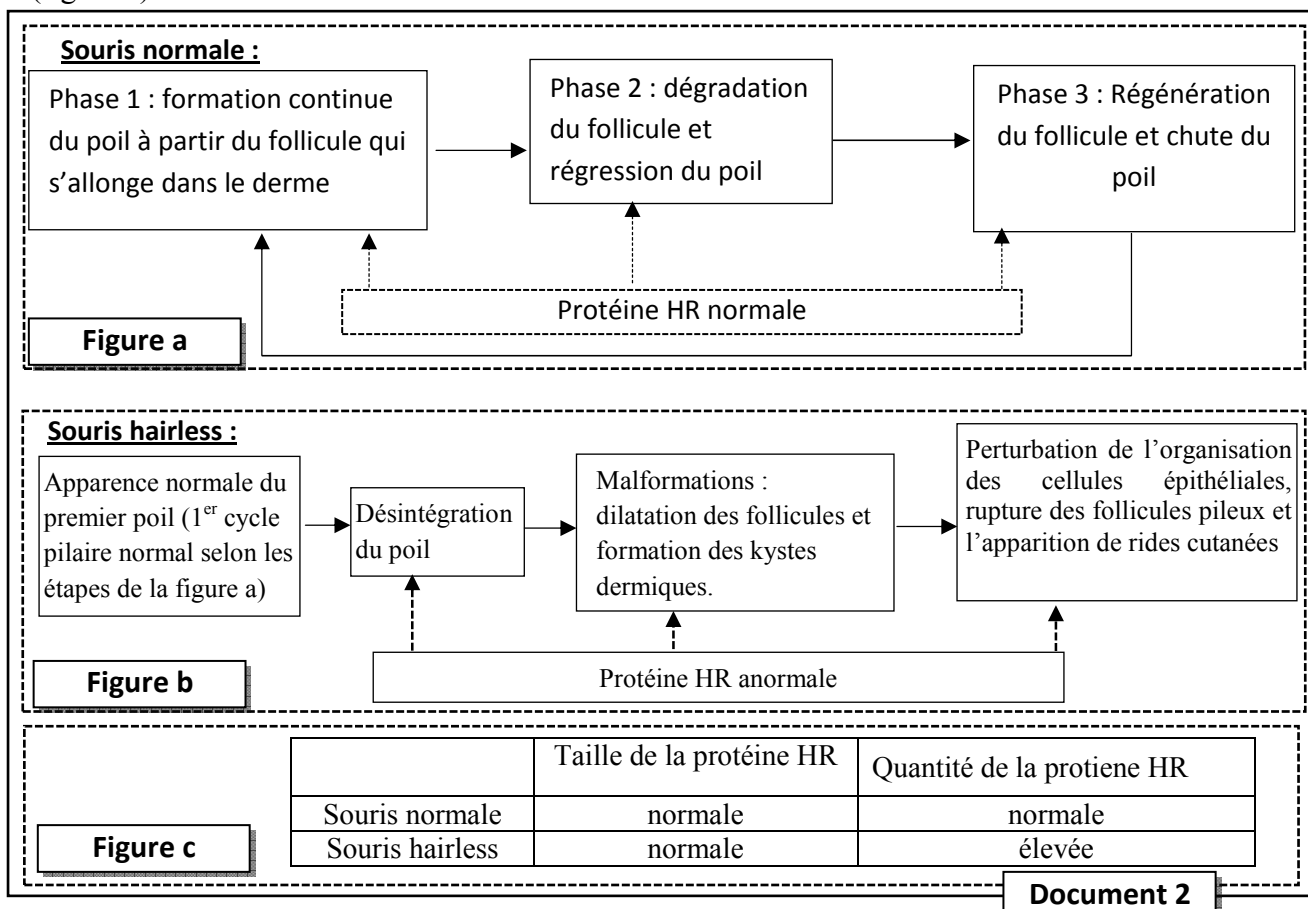 Souris normale :
Phase 1 : formation continue
du poil à partir du follicule qui
s’allonge dans le derme
Phase 2 : dégradation
du follicule et
régression du poil
Phase 3 : Régénération
du follicule et chute du
poil
Protéine HR normale
Figure a
Souris hairless :
Apparence normale du
premier poil (1er cycle
pilaire normal selon les
étapes de la figure a)
Désintégration
du poil
Malformations :
dilatation des follicules et
formation des kystes
dermiques.
Perturbation de l’organisation
des cellules épithéliales,
rupture des follicules pileux et
l’apparition de rides cutanées
Protéine HR anormale
Figure b
Taille de la protéine HR Quantité de la protiene HR
Souris normale normale normale
Souris hairless normale élevée
Figure c
Document 2